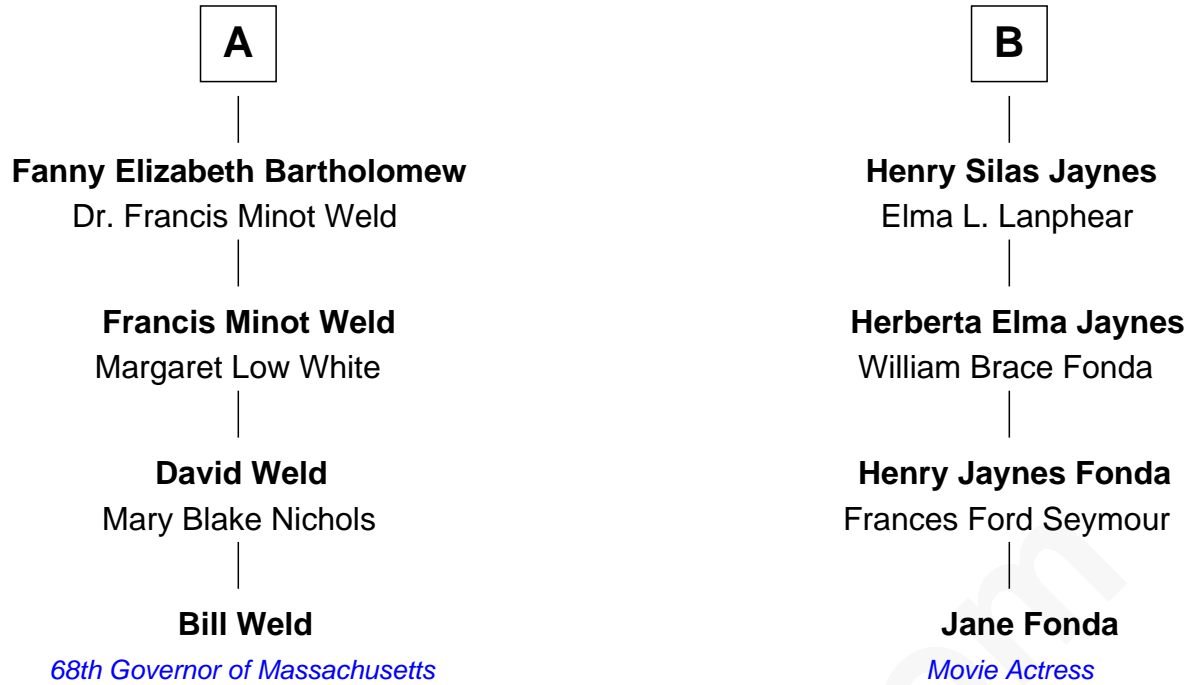 A
Fanny Elizabeth Bartholomew
Dr. Francis Minot Weld
Francis Minot Weld
Margaret Low White
David Weld
Mary Blake Nichols
Bill Weld
68th Governor of Massachusetts
B
Henry Silas Jaynes
Elma L. Lanphear
Herberta Elma Jaynes
William Brace Fonda
Henry Jaynes Fonda
Frances Ford Seymour
Jane Fonda
Movie Actress